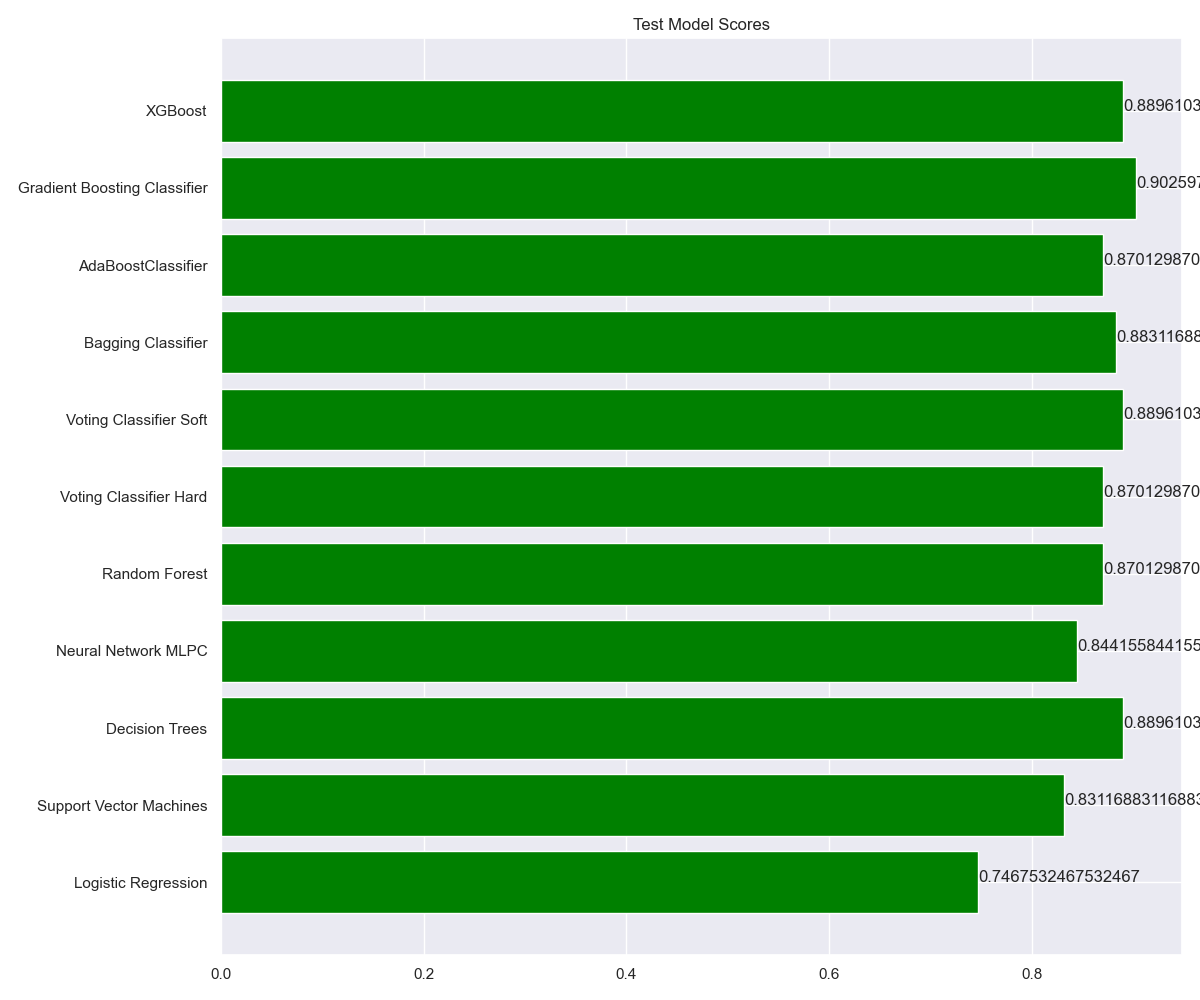 Test Model Scores
XGBoost 0.8896103
Gradient Boosting Classifier 0.902597
AdaBoostClassifier 0.870129870
Bagging Classifier 0.88311688
Voting Classifier Soft 0.8896103
Voting Classifier Hard 0.870129870
Random Forest 0.870129870
Neural Network MLPC 0.844155844155
Decision Trees 0.8896103
Support Vector Machines 0.83116883116883
Logistic Regression 0.7467532467532467
0.0 0.2 0.4 0.6 0.8